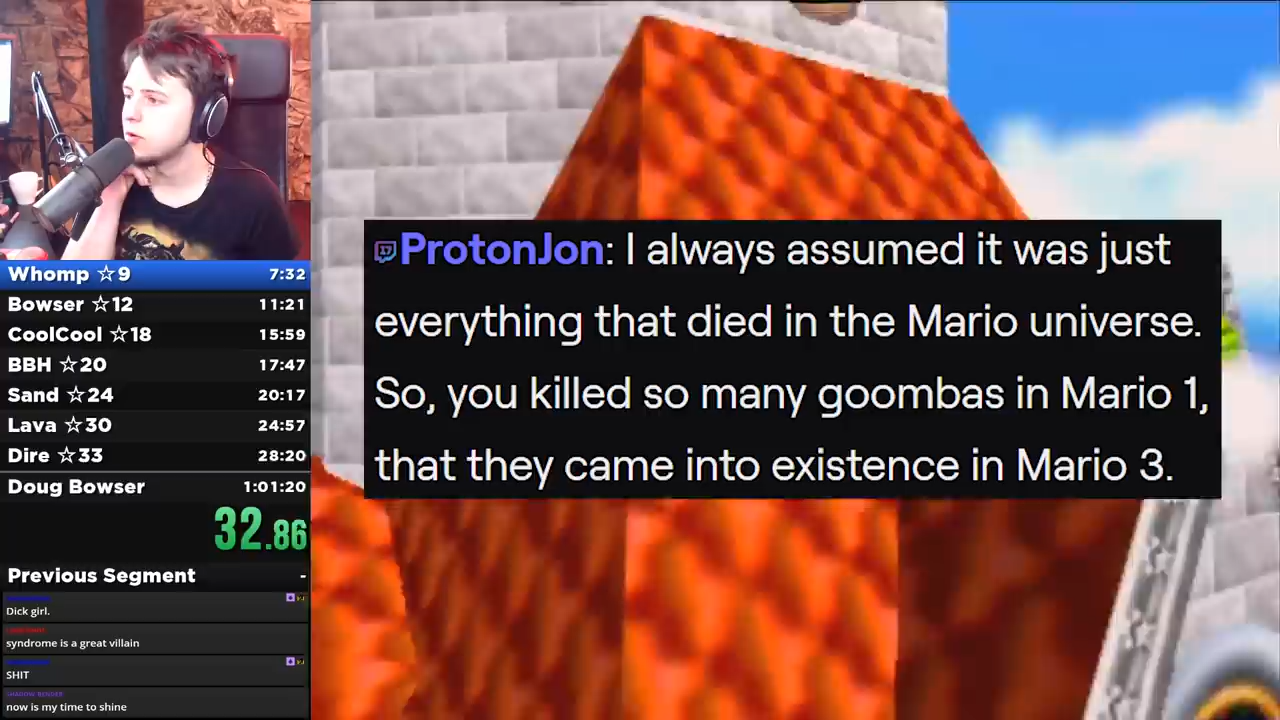 Whomp ☆9 7:32
Bowser ☆12 11:21
CoolCool ☆18 15:59
BBH ☆20 17:47
Sand ☆24 20:17
Lava ☆30 24:57
Dire ☆33 28:20
Doug Bowser 1:01:20
32.86
Previous Segment -
Dick girl.
syndrome is a great villain
SHIT
SHADOW_RENDER
now is my time to shine
ProtonJon: I always assumed it was just
everything that died in the Mario universe.
So, you killed so many goombas in Mario 1,
that they came into existence in Mario 3.